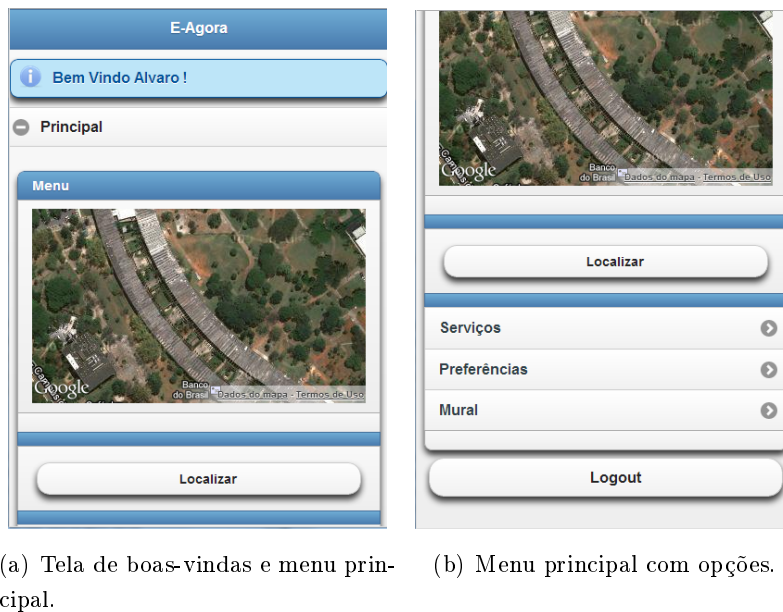 E-Agora
Bem Vindo Alvaro !
Principal
Menu
Google
Banco
do Brasil
Dados do mapa - Termos de Uso
Localizar
(a) Tela de boas-vindas e menu prin-
cipal.
Google
Banco
do Brasil
Dados do mapa - Termos de Uso
Localizar
Serviços
Preferências
Mural
Logout
(b) Menu principal com opções.